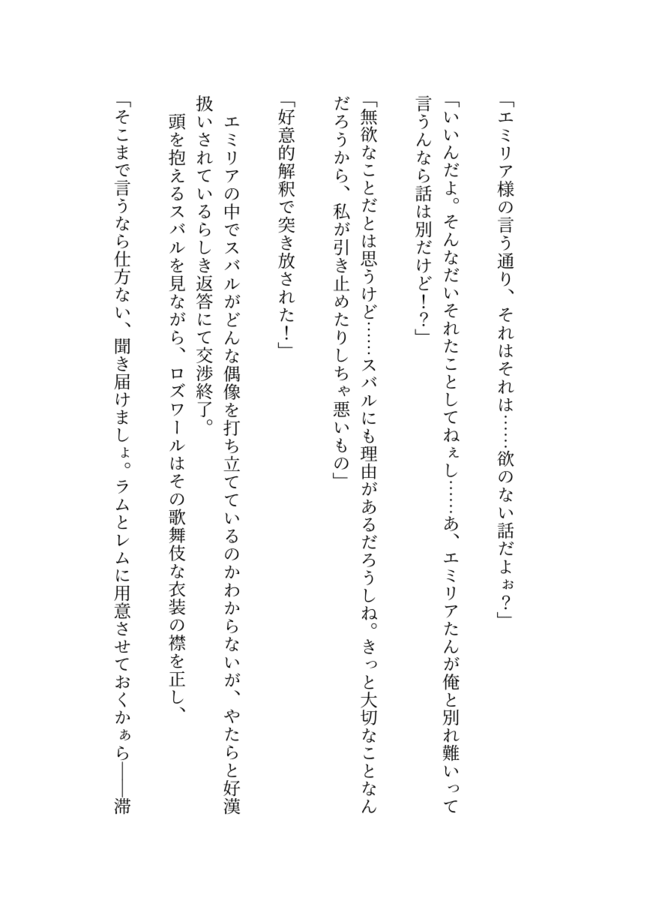 「エミリア様の言う通り、それはそれは……欲のない話だよぉ？」
「いいんだよ。そんなだいそれたことしてねぇし……あ、エミリアたんが俺と別れ難いって
言うんなら話は別だけど！？」
「無欲なことだとは思うけど……スバルにも理由があるだろうしね。きっと大切なことなん
だろうから、私が引き止めたりしちゃ悪いもの」
「好意的解釈で突き放された！」
エミリアの中でスバルがどんな偶像を打ち立てているのかわからないが、やたらと好漢
扱いされているらしき返答にて交渉終了。
頭を抱えるスバルを見ながら、ロズワールはその歌舞伎な衣装の襟を正し、
「そこまで言うなら仕方ない、聞き届けましょ。ラムとレムに用意させておくかぁら――滞